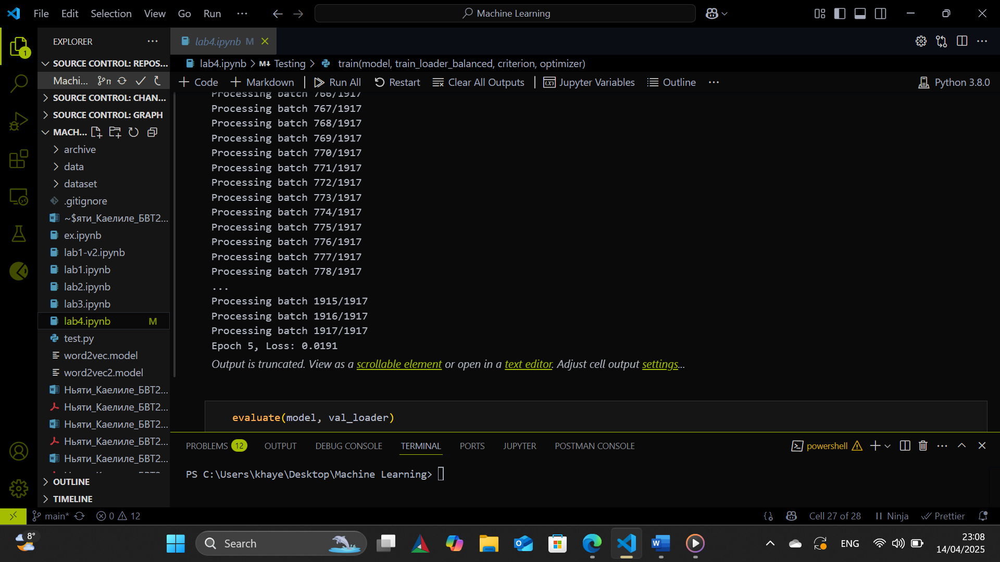 File Edit Selection View Go Run ···
Machine Learning
EXPLORER ···
1
SOURCE CONTROL: REPOS...
Machi...
SOURCE CONTROL: CHAN...
SOURCE CONTROL: GRAPH
MACH...
archive
data
dataset
.gitignore
~$яти_Каелиле_БВТ2...
ex.ipynb
lab1-v2.ipynb
lab1.ipynb
lab2.ipynb
lab3.ipynb
lab4.ipynb M
test.py
word2vec.model
word2vec2.model
Ньяти_Каелиле_БВТ2...
Ньяти_Каелиле_БВТ2...
Ньяти_Каелиле_БВТ2...
Ньяти_Каелиле_БВТ2...
Ньяти_Каелиле_БВТ2...
OUTLINE
TIMELINE
lab4.ipynb M
lab4.ipynb > M↓ Testing > train(model, train_loader_balanced, criterion, optimizer)
+ Code + Markdown | Run All Restart Clear All Outputs | Jupyter Variables Outline ··· Python 3.8.0
Processing batch 766/1917
Processing batch 767/1917
Processing batch 768/1917
Processing batch 769/1917
Processing batch 770/1917
Processing batch 771/1917
Processing batch 772/1917
Processing batch 773/1917
Processing batch 774/1917
Processing batch 775/1917
Processing batch 776/1917
Processing batch 777/1917
Processing batch 778/1917
...
Processing batch 1915/1917
Processing batch 1916/1917
Processing batch 1917/1917
Epoch 5, Loss: 0.0191
Output is truncated. View as a scrollable element or open in a text editor. Adjust cell output settings...
evaluate(model, val_loader)
PROBLEMS 12 OUTPUT DEBUG CONSOLE TERMINAL PORTS JUPYTER POSTMAN CONSOLE powershell
PS C:\Users\khaye\Desktop\Machine Learning>
main* 0 12 Cell 27 of 28 Ninja Prettier
8° Search ENG 23:08
14/04/2025